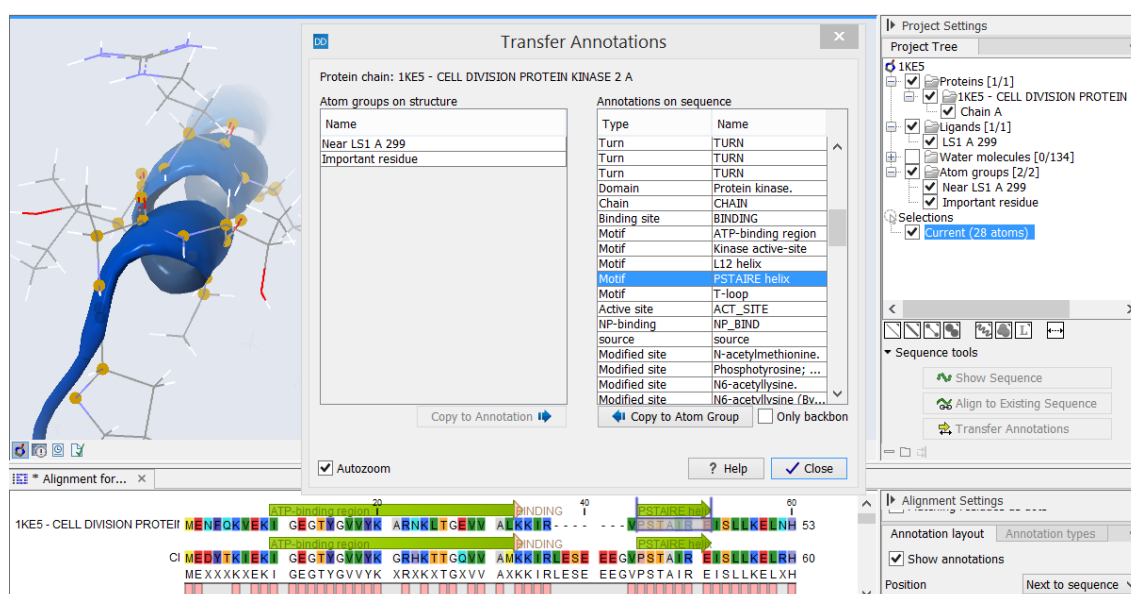 DD
Transfer Annotations
Protein chain: 1KE5 - CELL DIVISION PROTEIN KINASE 2 A
Atom groups on structure
Name
Near LS1 A 299
Important residue
Copy to Annotation
Autozoom
Annotations on sequence
Type Name
Turn TURN
Turn TURN
Turn TURN
Domain Protein kinase.
Chain CHAIN
Binding site BINDING
Motif ATP-binding region
Motif Kinase active-site
Motif L12 helix
Motif PSTAIRE helix
Motif T-loop
Active site ACT_SITE
NP-binding NP_BIND
source source
Modified site N-acetylmethionine.
Modified site Phosphotyrosine; ...
Modified site N6-acetyllysine.
Modified site N6-acetyllysine (By...
Copy to Atom Group Only backbon
? Help Close
Project Settings
Project Tree
1KE5
Proteins [1/1]
1KE5 - CELL DIVISION PROTEIN
Chain A
Ligands [1/1]
LS1 A 299
Water molecules [0/134]
Atom groups [2/2]
Near LS1 A 299
Important residue
Selections
Current (28 atoms)
L
Sequence tools
Show Sequence
Align to Existing Sequence
Transfer Annotations
* Alignment for...
20 40 60
ATP-binding region BINDING PSTAIRE helix
1KE5 - CELL DIVISION PROTEI MENFQKVEKI GEGTYGVVYK ARNKLTGEVV ALKKIR---- ---VPSTAIR EISLLKELNH 53
ATP-binding region BINDING PSTAIRE helix
MEDYTKIEKI GEGTYGVVYK GRHKTTGQVV AMKKIRLESE EEGVPSTAIR EISLLKELRH 60
MEXXXKXEKI GEGTYGVVYK XRXKXTGXVV AXKKIRLESE EEGVPSTAIR EISLLKELXH
Alignment Settings
Annotation layout Annotation types
Show annotations
Position Next to sequence